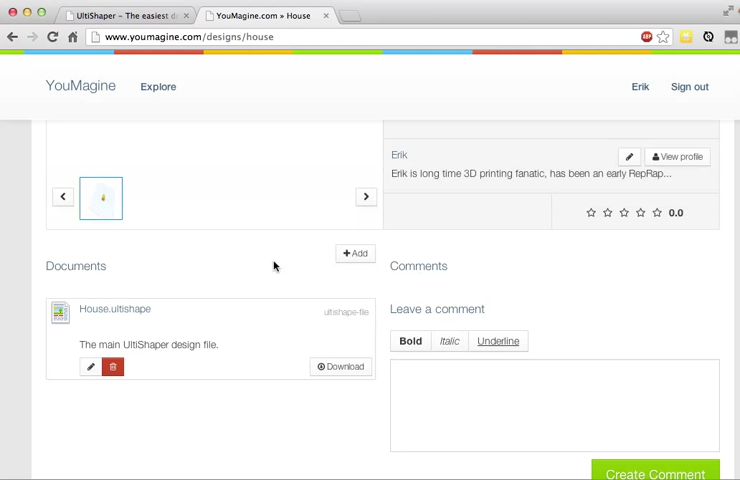 UltiShaper – The easiest d
YouMagine.com » House
www.youmagine.com/designs/house
ABP
YouMagine
Explore
Erik
Sign out
Erik
View profile
Erik is long time 3D printing fanatic, has been an early RepRap...
0.0
+ Add
Documents
Comments
House.ultishape
ultishape-file
Leave a comment
The main UltiShaper design file.
Bold
Italic
Underline
Download
Create Comment